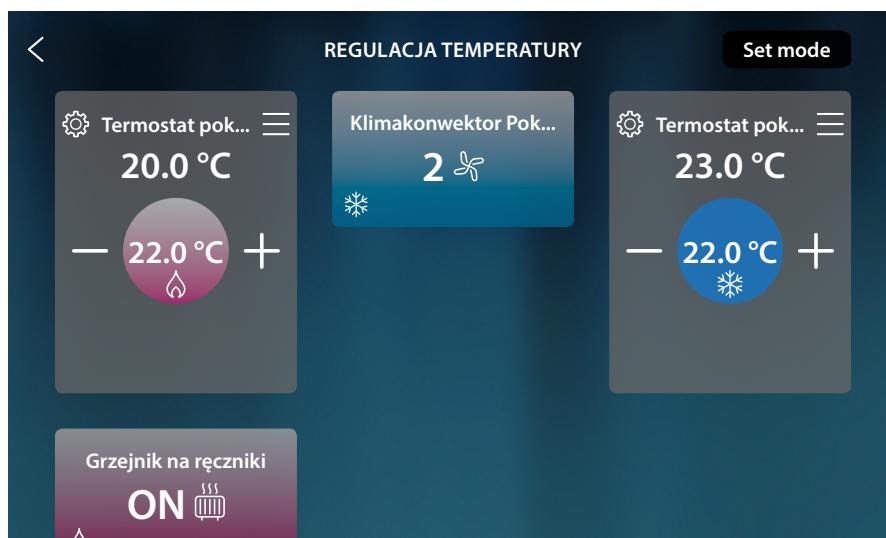 REGULACJA TEMPERATURY
Set mode
Termostat pok...
20.0 °C
22.0 °C
Klimakonwektor Pok...
2
Termostat pok...
23.0 °C
22.0 °C
Grzejnik na ręczniki
ON